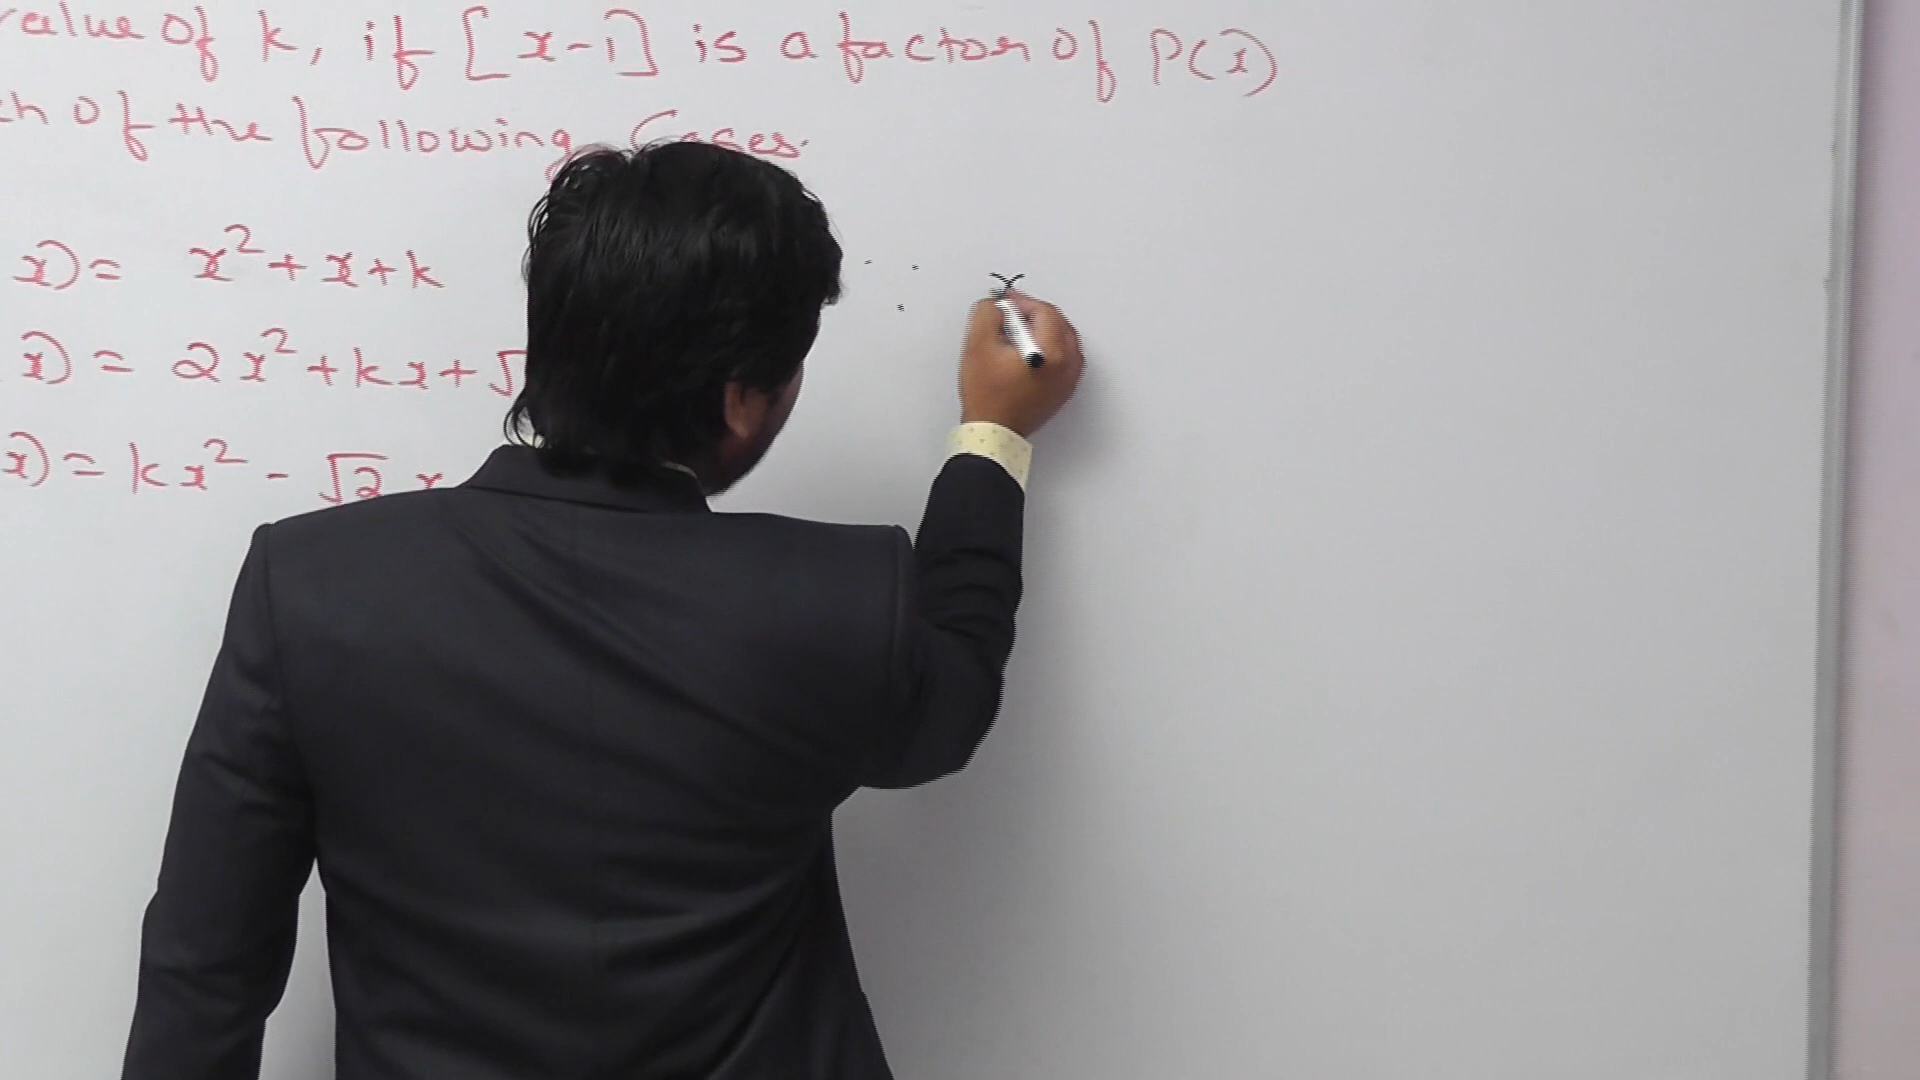 value of k, if [x-1] is a factor of P(x)
of the following Cases.
x) = x² + x + k
x) = 2x² + kx + √
x) = kx² - √2 x
x